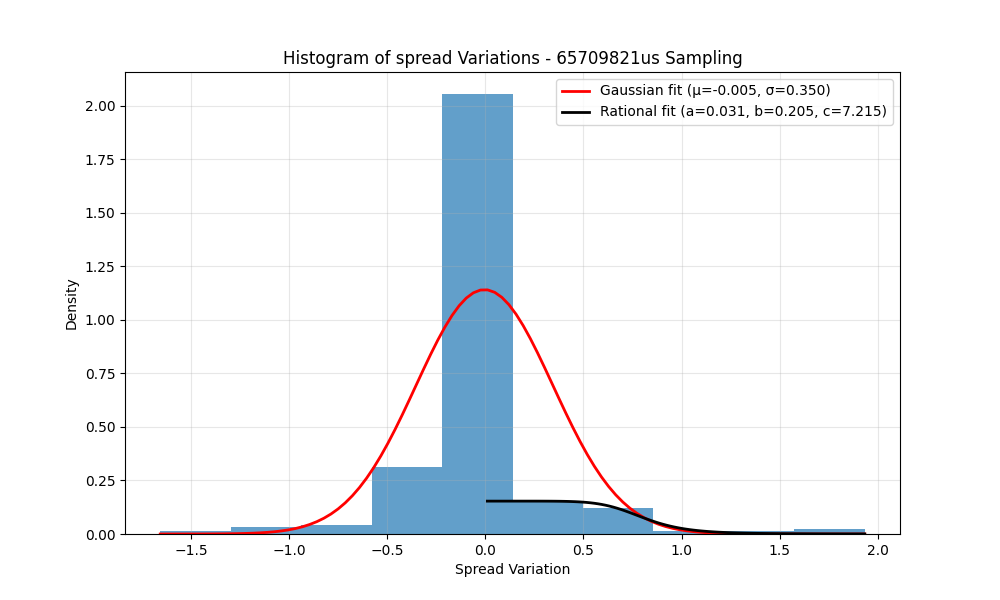 Histogram of spread Variations - 65709821us Sampling
Gaussian fit (μ=-0.005, σ=0.350)
Rational fit (a=0.031, b=0.205, c=7.215)
Density
2.00
1.75
1.50
1.25
1.00
0.75
0.50
0.25
0.00
−1.5 −1.0 −0.5 0.0 0.5 1.0 1.5 2.0
Spread Variation